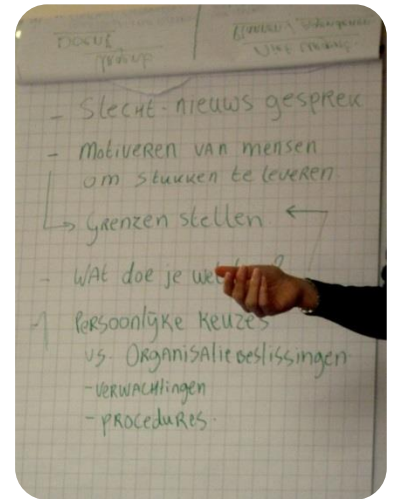 - Slecht-nieuws gesprek
- Motiveren van mensen
om stukken te leveren
Grenzen stellen
- Wat doe je ?
Persoonlijke keuzes
vs. Organisatiebeslissingen
- verwachtingen
- procedures.